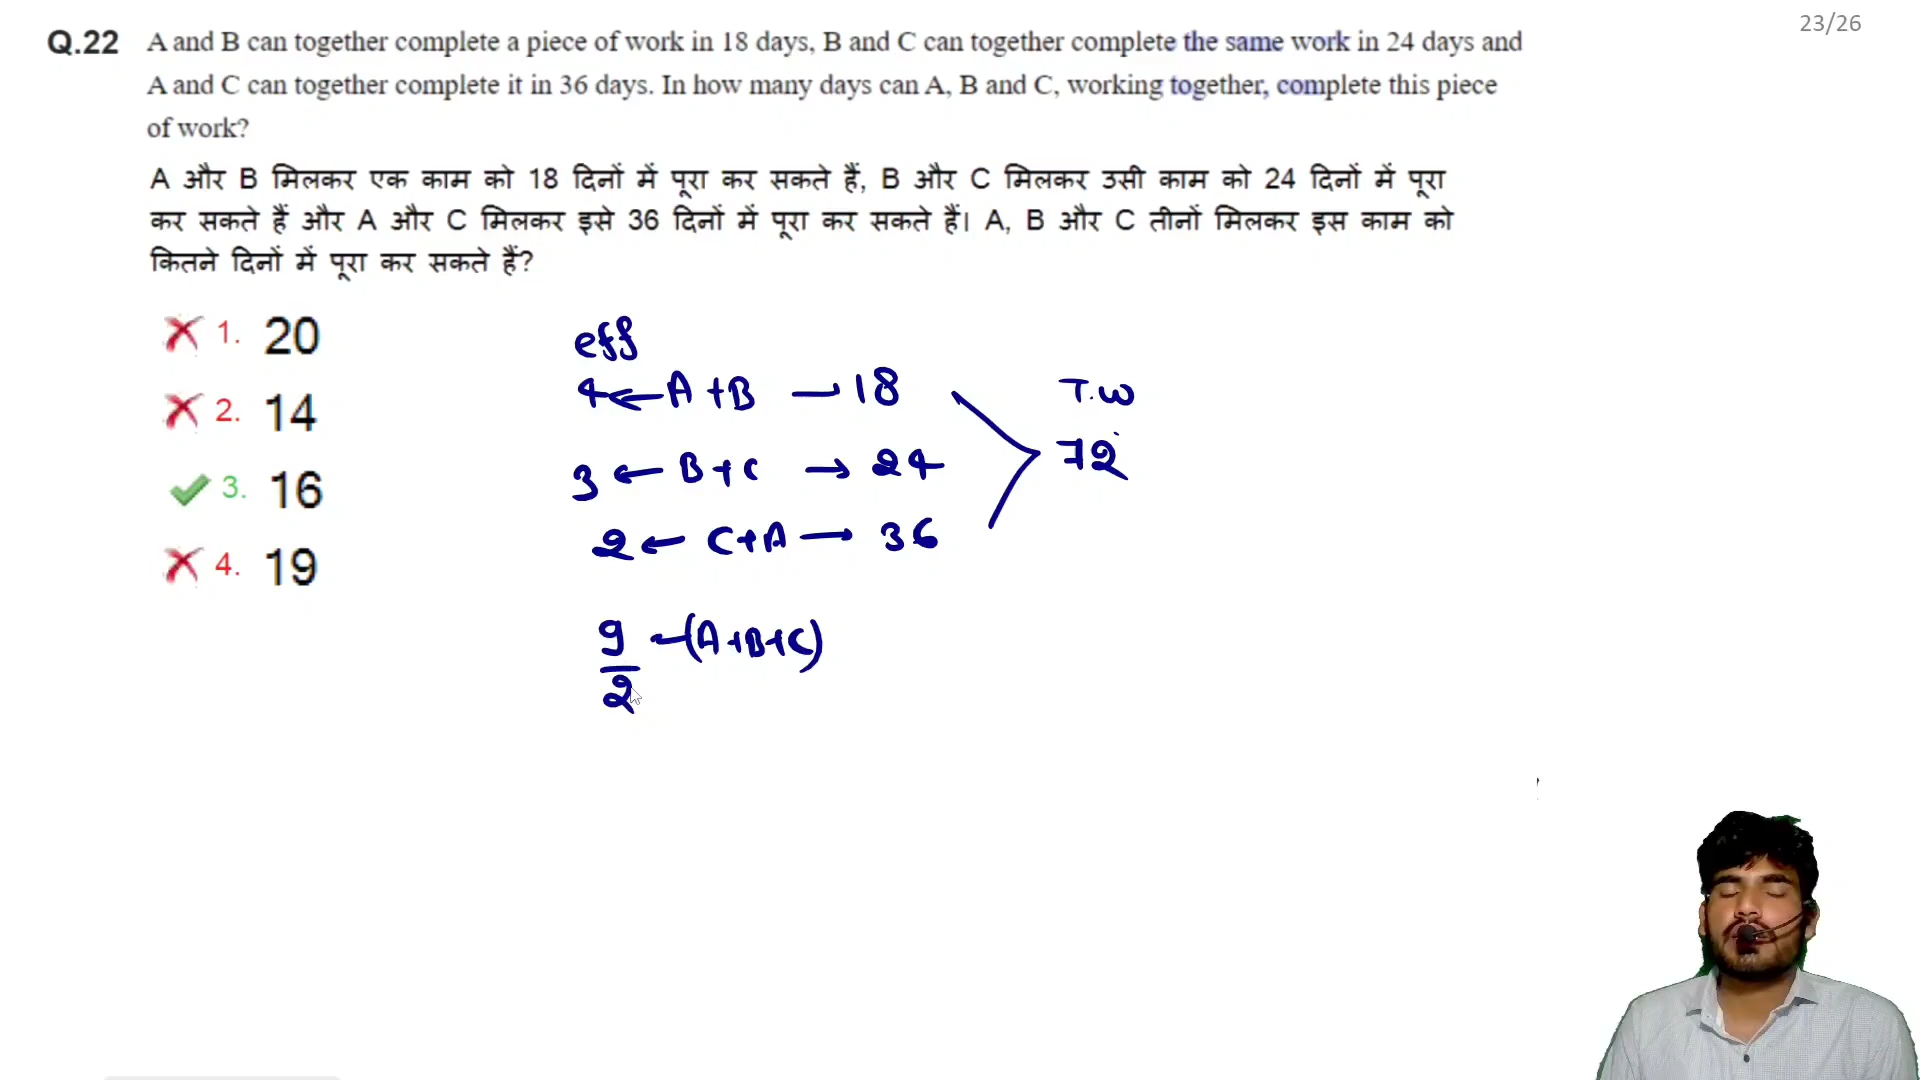 23/26
Q.22 A and B can together complete a piece of work in 18 days, B and C can together complete the same work in 24 days and
A and C can together complete it in 36 days. In how many days can A, B and C, working together, complete this piece
of work?
A और B मिलकर एक काम को 18 दिनों में पूरा कर सकते हैं, B और C मिलकर उसी काम को 24 दिनों में पूरा
कर सकते हैं और A और C मिलकर इसे 36 दिनों में पूरा कर सकते हैं। A, B और C तीनों मिलकर इस काम को
कितने दिनों में पूरा कर सकते हैं?
1. 20
2. 14
3. 16
4. 19
eff
4 ← A + B — 18
T.W
72
3 ← B + C → 24
2 ← C + A → 36
9/2 — (A + B + C)